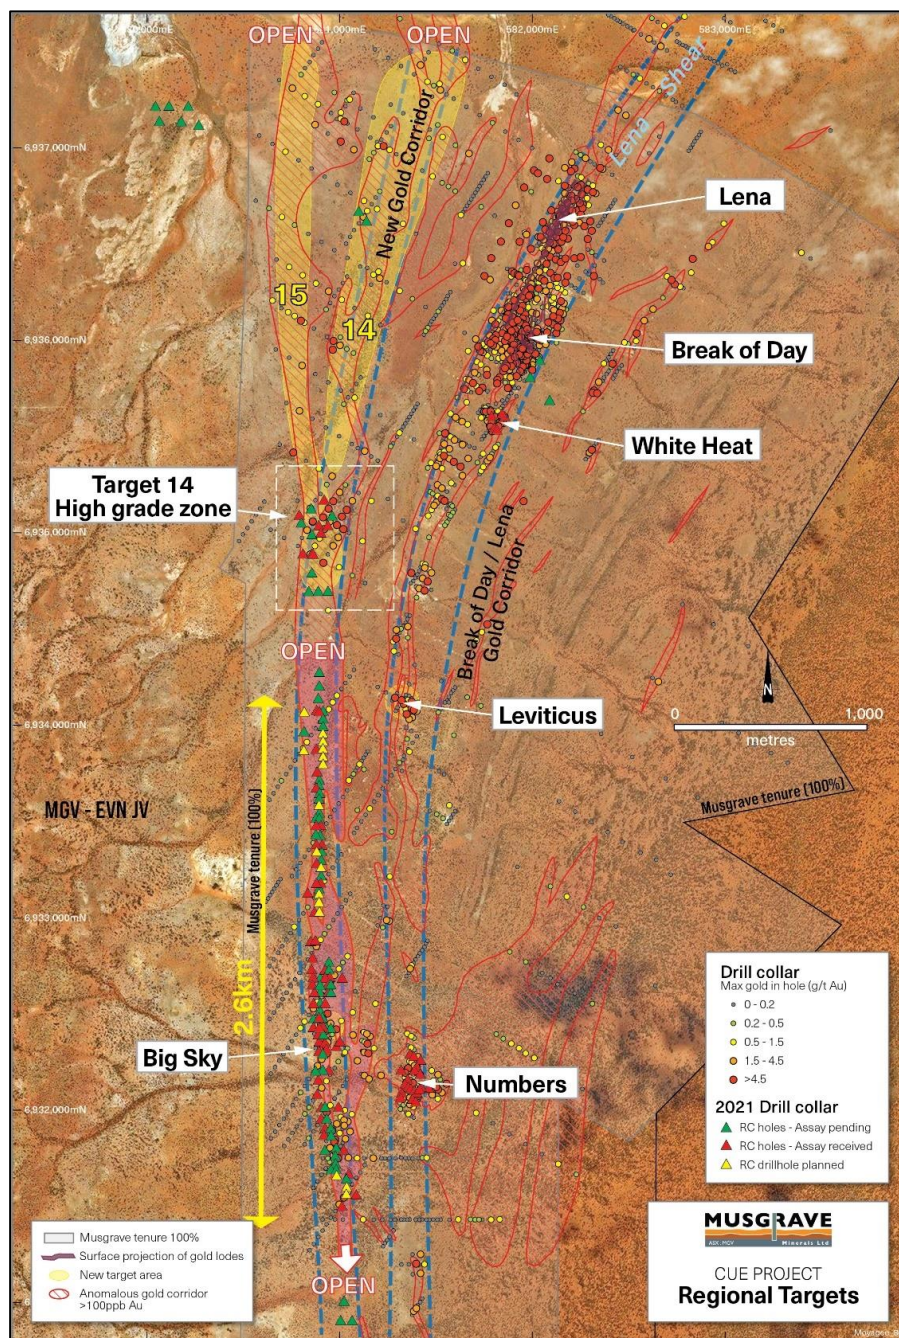 582,000mE
583,000mE
OPEN
OPEN
Lena Shear
6,937,000mN
New Gold Corridor
Lena
15
14
6,936,000mN
Break of Day
White Heat
Target 14
High grade zone
6,935,000mN
Break of Day / Lena
Gold Corridor
OPEN
N
Leviticus
6,934,000mN
0
1,000
metres
MGV - EVN JV
Musgrave tenure (100%)
Musgrave tenure (100%)
6,933,000mN
2.6km
Big Sky
Numbers
6,932,000mN
Drill collar
Max gold in hole (g/t Au)
0 - 0.2
0.2 - 0.5
0.5 - 1.5
1.5 - 4.5
>4.5
2021 Drill collar
RC holes - Assay pending
RC holes - Assay received
RC drillhole planned
Musgrave tenure 100%
Surface projection of gold lodes
New target area
Anomalous gold corridor
>100ppb Au
OPEN
MUSGRAVE
ASX: MGV
Minerals Ltd
CUE PROJECT
Regional Targets